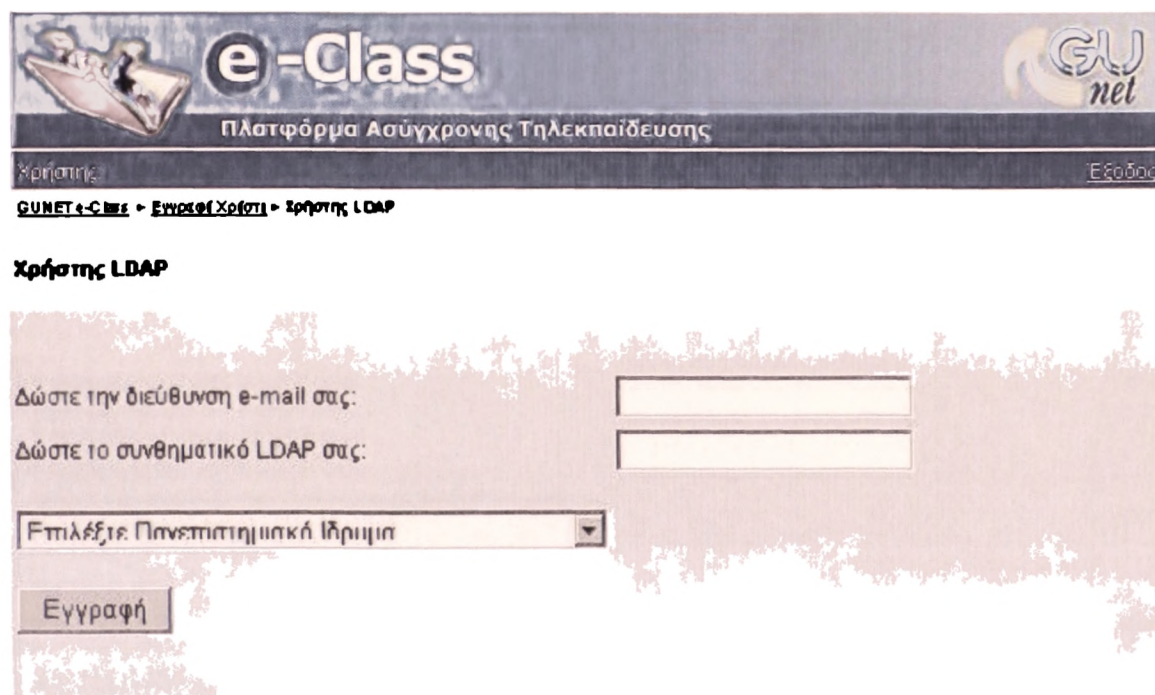 e-Class
GU net
Πλατφόρμα Ασύγχρονης Τηλεκπαίδευσης
Χρήστης Έξοδος
GUNET e-Class ► Εγγραφή Χρήστη ► Χρήστης LDAP
Χρήστης LDAP
Δώστε την διεύθυνση e-mail σας:
Δώστε το συνθηματικό LDAP σας:
Επιλέξτε Πανεπιστημιακό Ιδρυμα
Εγγραφή